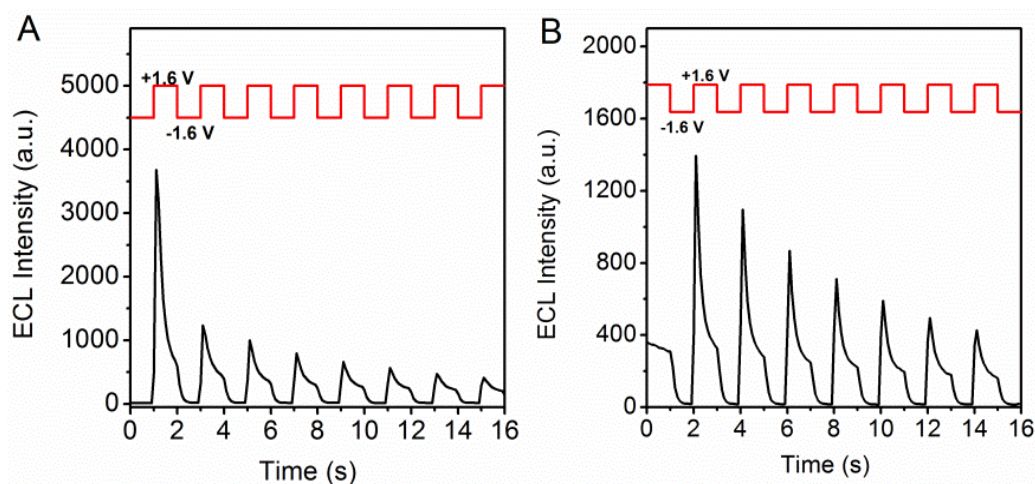 A
ECL Intensity (a.u.)
5000
4000
3000
2000
1000
0
+1.6 V
-1.6 V
0 2 4 6 8 10 12 14 16
Time (s)
B
ECL Intensity (a.u.)
2000
1600
1200
800
400
0
+1.6 V
-1.6 V
0 2 4 6 8 10 12 14 16
Time (s)